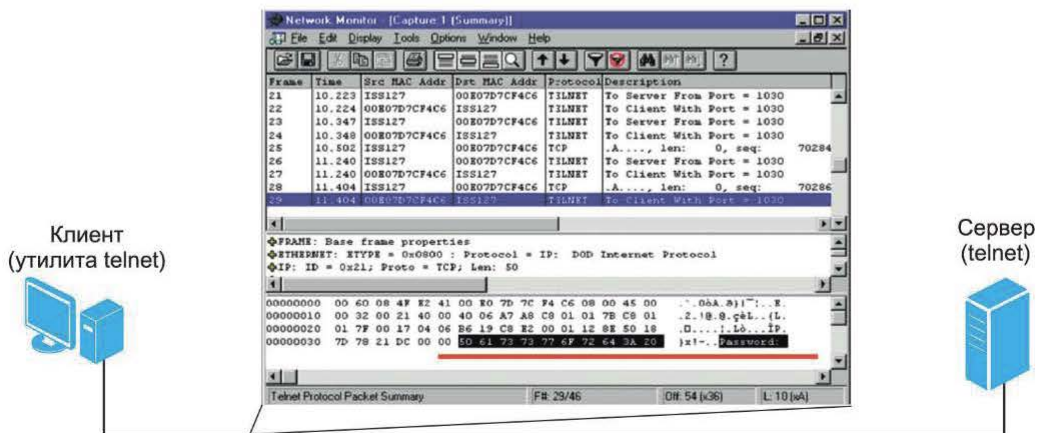 Network Monitor - [Capture:1 (Summary)]
File Edit Display Tools Options Window Help
Frame Time Src MAC Addr Dst MAC Addr Protocol Description
21 10.223 ISS127 00E07D7CF4C6 TELNET To Server From Port = 1030
22 10.224 00E07D7CF4C6 ISS127 TELNET To Client With Port = 1030
23 10.347 ISS127 00E07D7CF4C6 TELNET To Server From Port = 1030
24 10.348 00E07D7CF4C6 ISS127 TELNET To Client With Port = 1030
25 10.502 ISS127 00E07D7CF4C6 TCP .A...., len: 0, seq: 70284
26 11.240 ISS127 00E07D7CF4C6 TELNET To Server From Port = 1030
27 11.240 00E07D7CF4C6 ISS127 TELNET To Client With Port = 1030
28 11.404 ISS127 00E07D7CF4C6 TCP .A...., len: 0, seq: 70286
29 11.404 00E07D7CF4C6 ISS127 TELNET To Client With Port = 1030
Клиент
(утилита telnet)
Сервер
(telnet)
FRAME: Base frame properties
ETHERNET: ETYPE = 0x0800 : Protocol = IP: DOD Internet Protocol
IP: ID = 0x21; Proto = TCP; Len: 50
00000000 00 60 08 4F E2 41 00 E0 7D 7C F4 C6 08 00 45 00
00000010 00 32 00 21 40 00 40 06 A7 A8 C8 01 01 7B C8 01
00000020 01 7F 00 17 04 06 B6 19 C8 E2 00 01 12 8E 50 18
00000030 7D 78 21 DC 00 00 50 61 73 73 77 6F 72 64 3A 20 }x!-..Password:
Telnet Protocol Packet Summary F#: 29/46 Off: 54 (x36) L: 10 (xA)